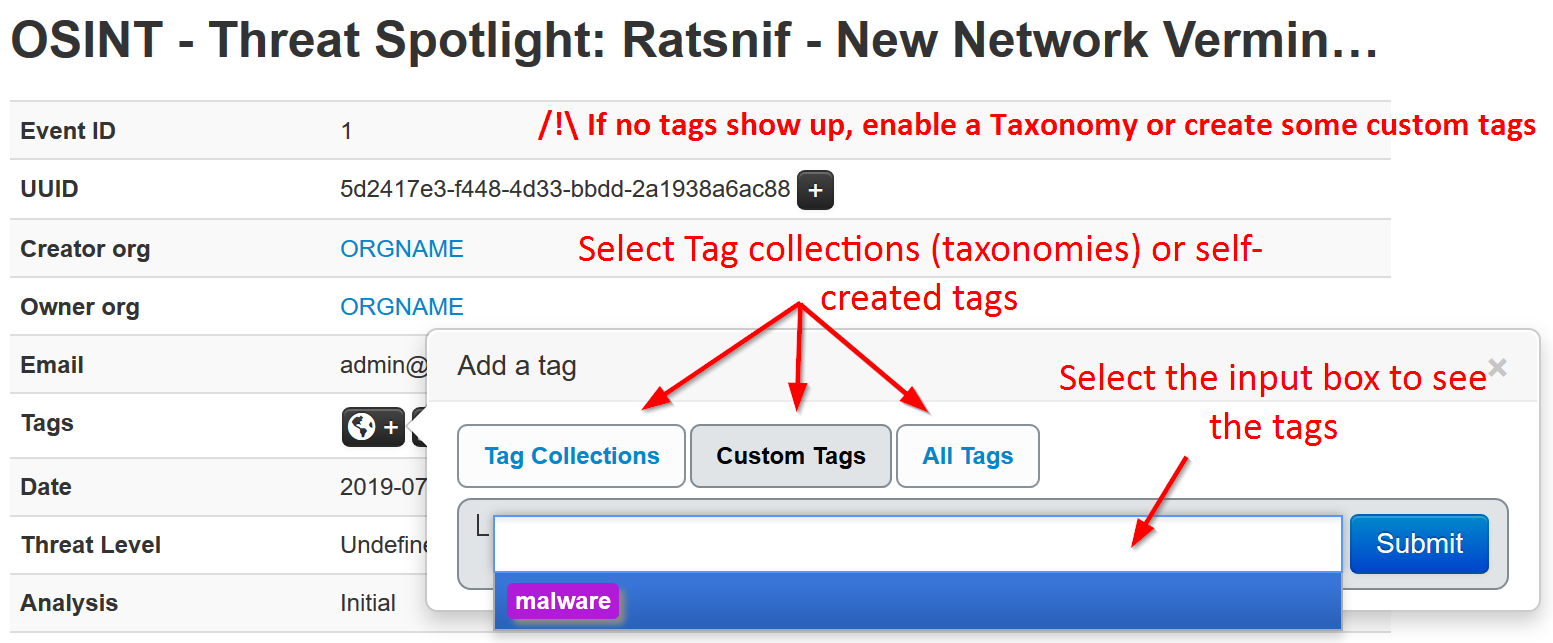 OSINT - Threat Spotlight: Ratsnif - New Network Vermin…
Event ID 1 /!\ If no tags show up, enable a Taxonomy or create some custom tags
UUID 5d2417e3-f448-4d33-bbdd-2a1938a6ac88 +
Creator org ORGNAME Select Tag collections (taxonomies) or self-
created tags
Owner org ORGNAME
Email admin@
Add a tag ×
Select the input box to see
the tags
Tags +
Tag Collections Custom Tags All Tags
Date 2019-07
Threat Level Undefine
Submit
Analysis Initial
malware